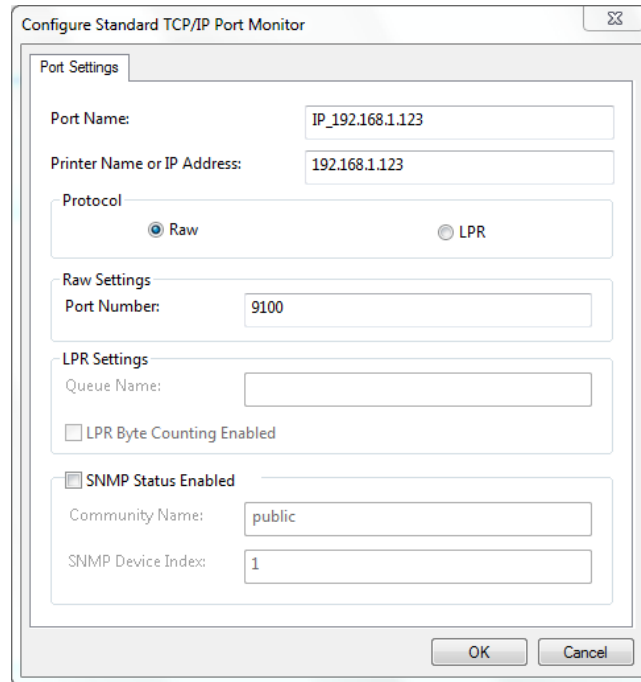 Configure Standard TCP/IP Port Monitor
Port Settings
Port Name: IP_192.168.1.123
Printer Name or IP Address: 192.168.1.123
Protocol
Raw LPR
Raw Settings
Port Number: 9100
LPR Settings
Queue Name:
LPR Byte Counting Enabled
SNMP Status Enabled
Community Name: public
SNMP Device Index: 1
OK Cancel